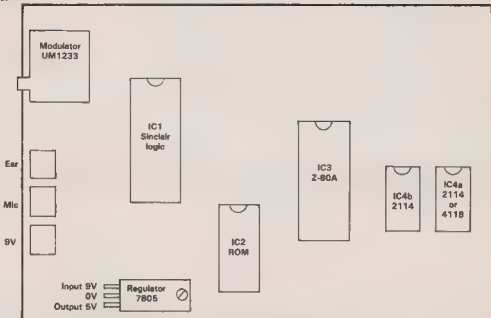 Modulator
UM1233
IC1
Sinclair
logic
IC3
Z-80A
IC4b
2114
IC4a
2114
or
4118
Ear
Mic
9V
IC2
ROM
Input 9V
0V
Output 5V
Regulator
7805